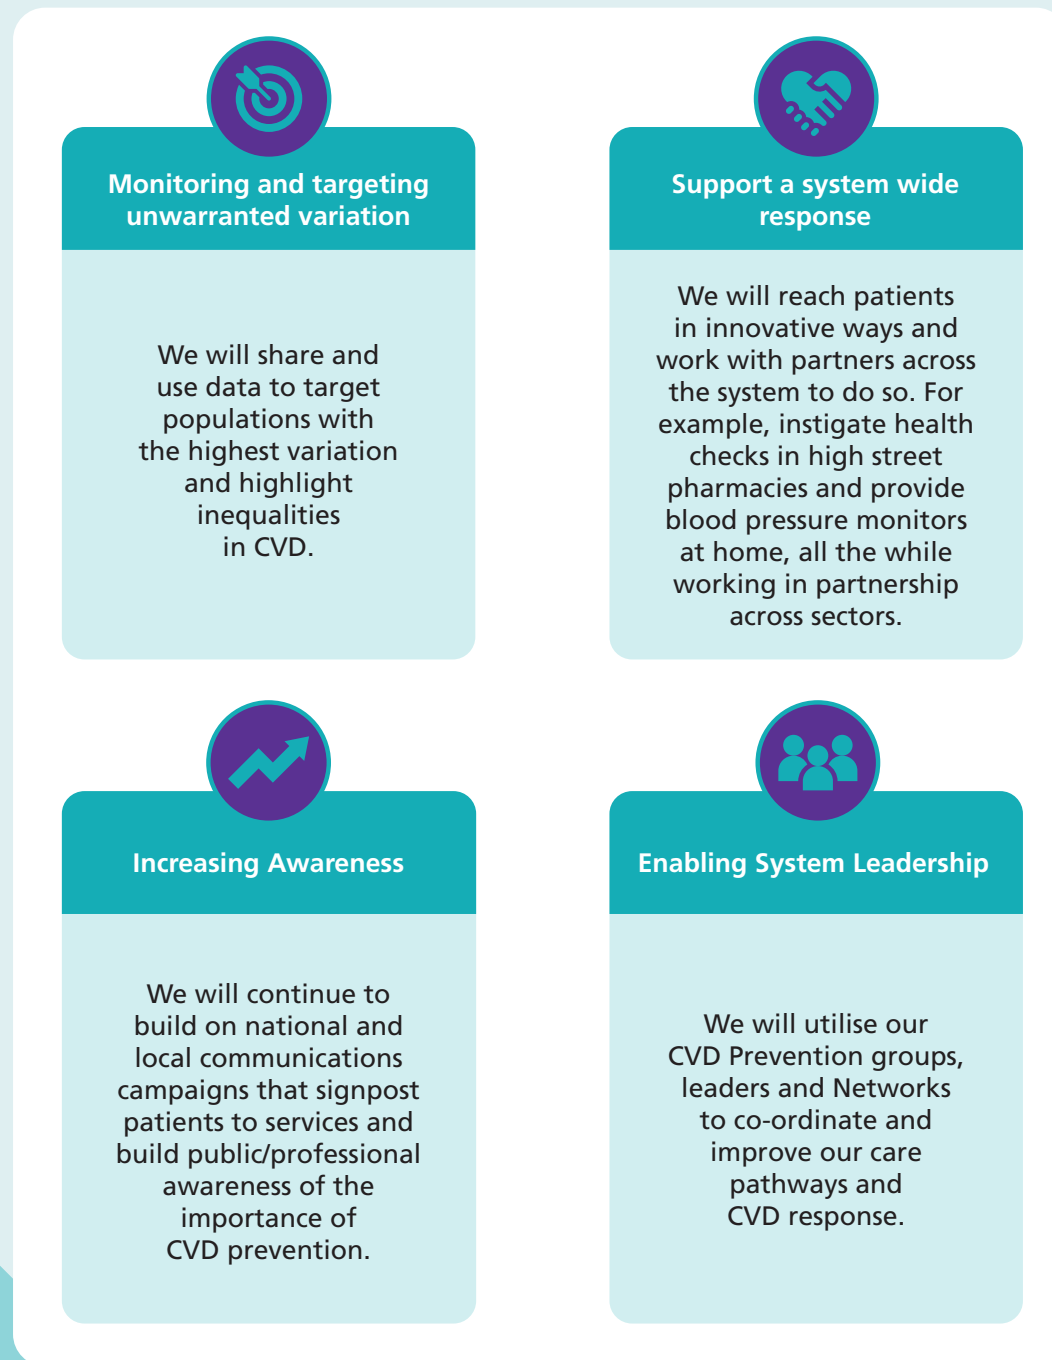 Monitoring and targeting
unwarranted variation
We will share and
use data to target
populations with
the highest variation
and highlight
inequalities
in CVD.
Support a system wide
response
We will reach patients
in innovative ways and
work with partners across
the system to do so. For
example, instigate health
checks in high street
pharmacies and provide
blood pressure monitors
at home, all the while
working in partnership
across sectors.
Increasing Awareness
We will continue to
build on national and
local communications
campaigns that signpost
patients to services and
build public/professional
awareness of the
importance of
CVD prevention.
Enabling System Leadership
We will utilise our
CVD Prevention groups,
leaders and Networks
to co-ordinate and
improve our care
pathways and
CVD response.